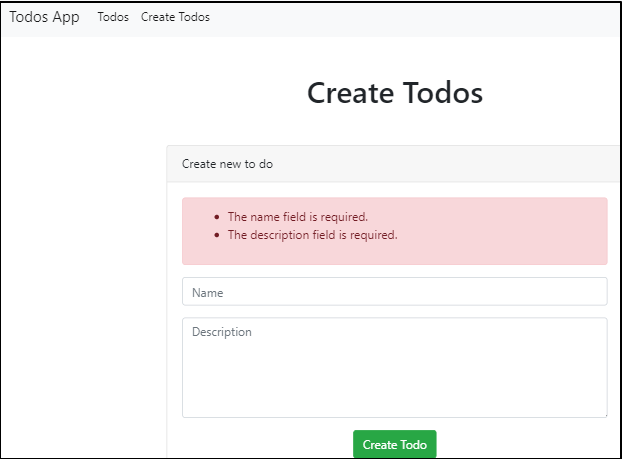 Todos App Todos Create Todos
Create Todos
Create new to do
The name field is required.
The description field is required.
Name
Description
Create Todo